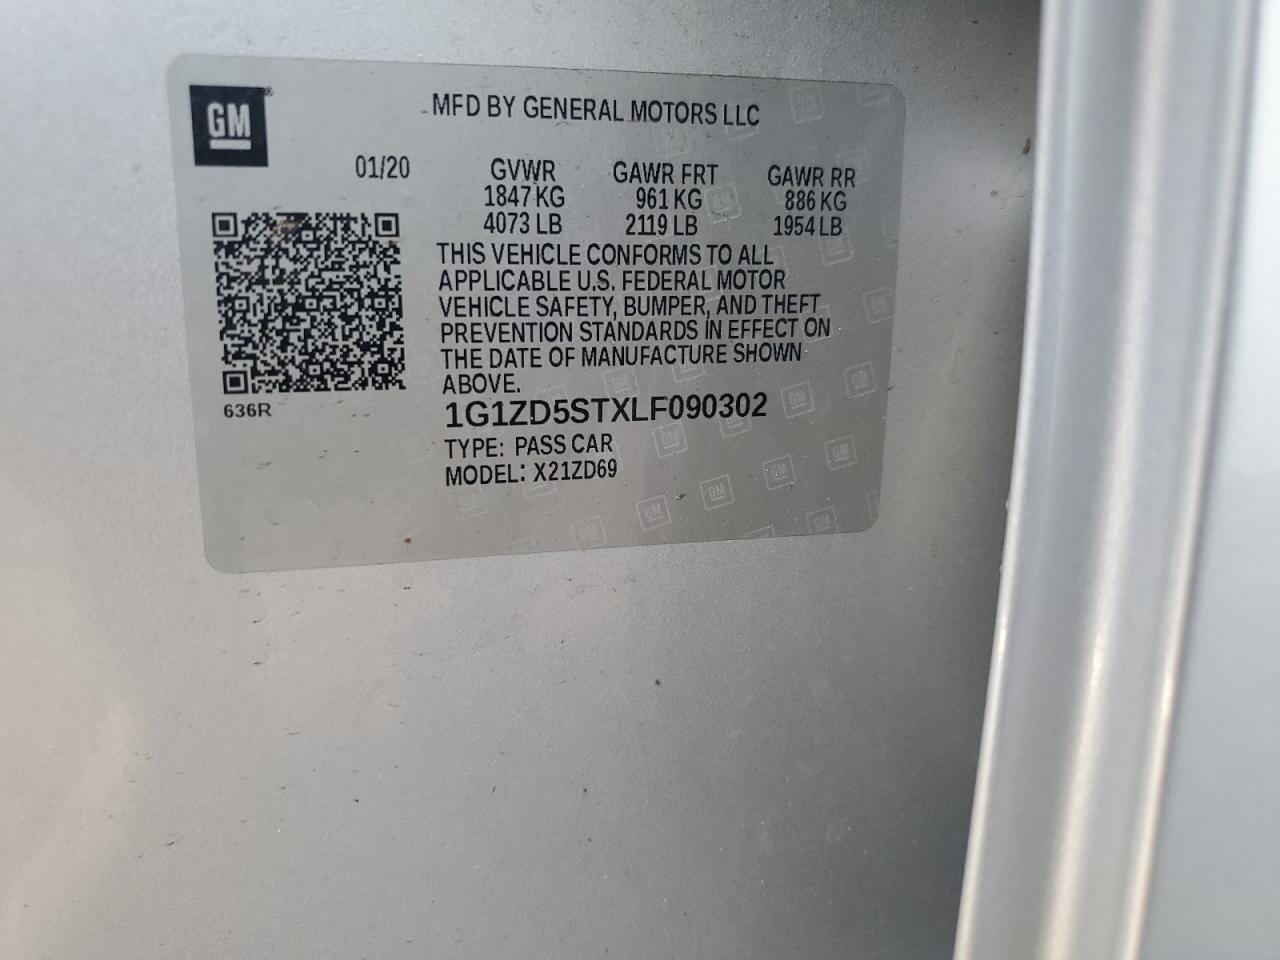 GM
MFD BY GENERAL MOTORS LLC
01/20 GVWR GAWR FRT GAWR RR
1847 KG 961 KG 886 KG
4073 LB 2119 LB 1954 LB
THIS VEHICLE CONFORMS TO ALL
APPLICABLE U.S. FEDERAL MOTOR
VEHICLE SAFETY, BUMPER, AND THEFT
PREVENTION STANDARDS IN EFFECT ON
THE DATE OF MANUFACTURE SHOWN
ABOVE.
636R
1G1ZD5STXLF090302
TYPE: PASS CAR
MODEL: X21ZD69